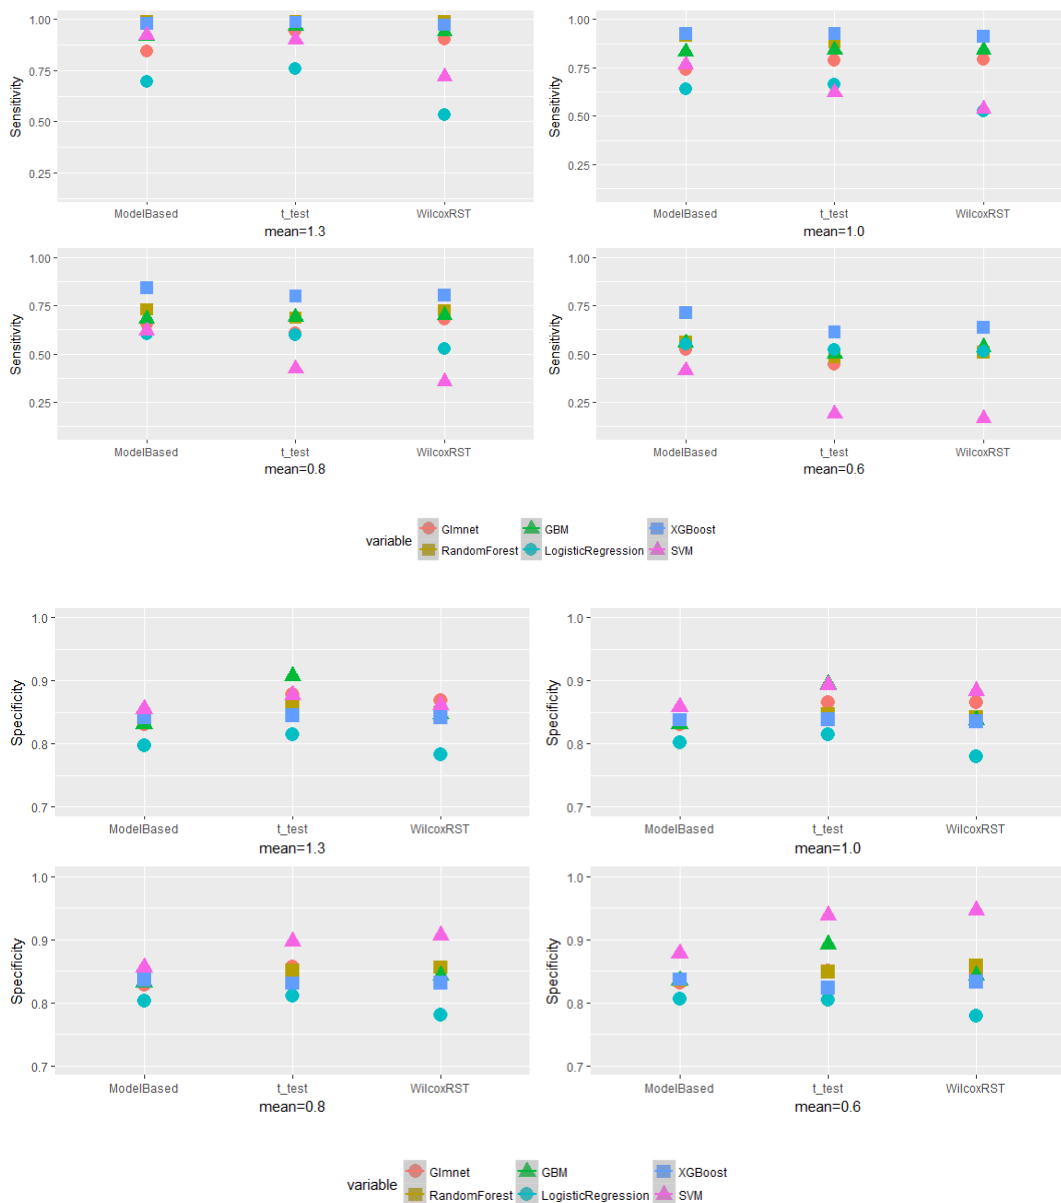 1.00
0.75
0.50
0.25
Sensitivity
ModelBased t_test WilcoxRST
mean=1.3
1.00
0.75
0.50
0.25
Sensitivity
ModelBased t_test WilcoxRST
mean=1.0
1.00
0.75
0.50
0.25
Sensitivity
ModelBased t_test WilcoxRST
mean=0.8
1.00
0.75
0.50
0.25
Sensitivity
ModelBased t_test WilcoxRST
mean=0.6
variable
Glmnet GBM XGBoost
RandomForest LogisticRegression SVM
1.0
0.9
0.8
0.7
Specificity
ModelBased t_test WilcoxRST
mean=1.3
1.0
0.9
0.8
0.7
Specificity
ModelBased t_test WilcoxRST
mean=1.0
1.0
0.9
0.8
0.7
Specificity
ModelBased t_test WilcoxRST
mean=0.8
1.0
0.9
0.8
0.7
Specificity
ModelBased t_test WilcoxRST
mean=0.6
variable
Glmnet GBM XGBoost
RandomForest LogisticRegression SVM